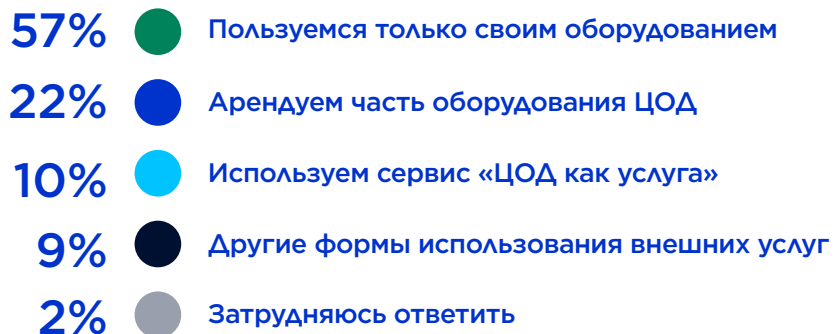 57% Пользуемся только своим оборудованием
22% Арендуем часть оборудования ЦОД
10% Используем сервис «ЦОД как услуга»
9% Другие формы использования внешних услуг
2% Затрудняюсь ответить